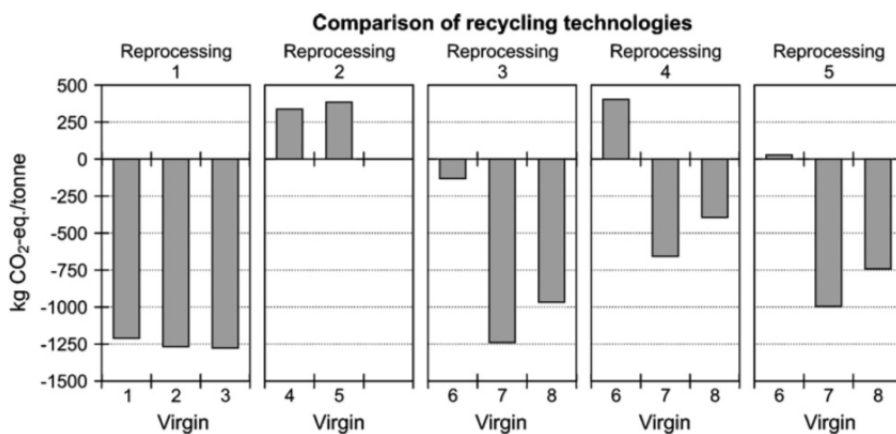 Comparison of recycling technologies
Reprocessing Reprocessing Reprocessing Reprocessing Reprocessing
1 2 3 4 5
kg CO2-eq./tonne
500
250
0
-250
-500
-750
-1000
-1250
-1500
1 2 3 4 5 6 7 8 6 7 8 6 7 8
Virgin Virgin Virgin Virgin Virgin